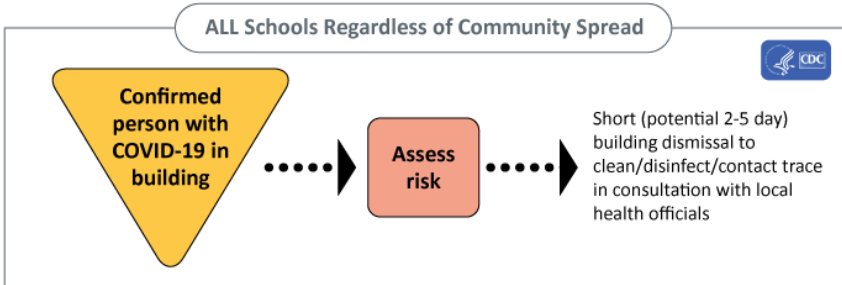 ALL Schools Regardless of Community Spread
CDC
Confirmed
person with
COVID-19 in
building
Assess
risk
Short (potential 2-5 day)
building dismissal to
clean/disinfect/contact trace
in consultation with local
health officials